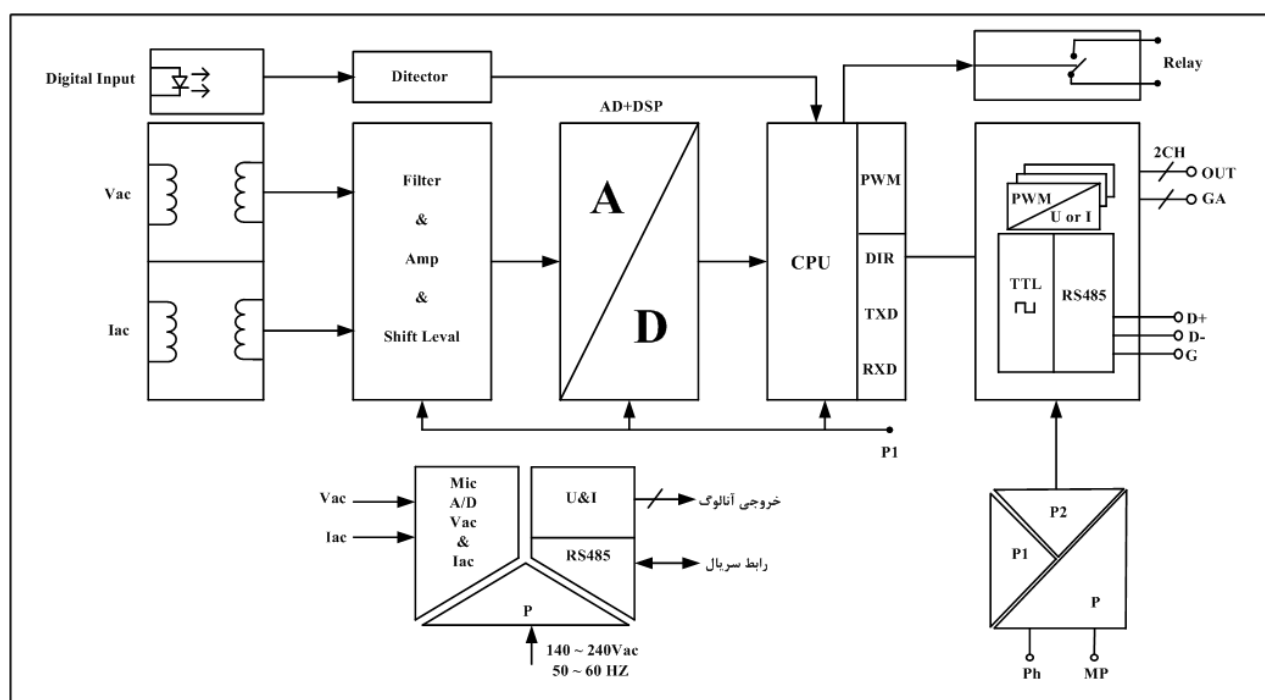 Digital Input
Ditector
Relay
AD+DSP
Vac
Iac
Filter
&
Amp
&
Shift Leval
A
D
CPU
PWM
DIR
TXD
RXD
2CH
OUT
GA
PWM
U or I
TTL
RS485
D+
D-
G
P1
Vac
Iac
Mic
A/D
Vac
&
Iac
U&I
RS485
خروجی آنالوگ
رابط سریال
P
140 ~ 240Vac
50 ~ 60 HZ
P2
P1
P
Ph
MP